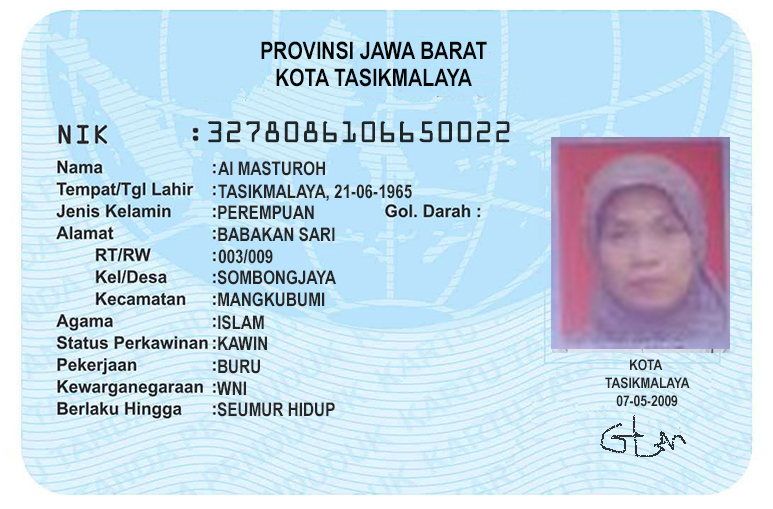 PROVINSI JAWA BARAT
KOTA TASIKMALAYA
NIK :3278086106650022
Nama :AI MASTUROH
Tempat/Tgl Lahir :TASIKMALAYA, 21-06-1965
Jenis Kelamin :PEREMPUAN Gol. Darah :
Alamat :BABAKAN SARI
RT/RW :003/009
Kel/Desa :SOMBONGJAYA
Kecamatan :MANGKUBUMI
Agama :ISLAM
Status Perkawinan :KAWIN
Pekerjaan :BURU
Kewarganegaraan :WNI
Berlaku Hingga :SEUMUR HIDUP
KOTA
TASIKMALAYA
07-05-2009